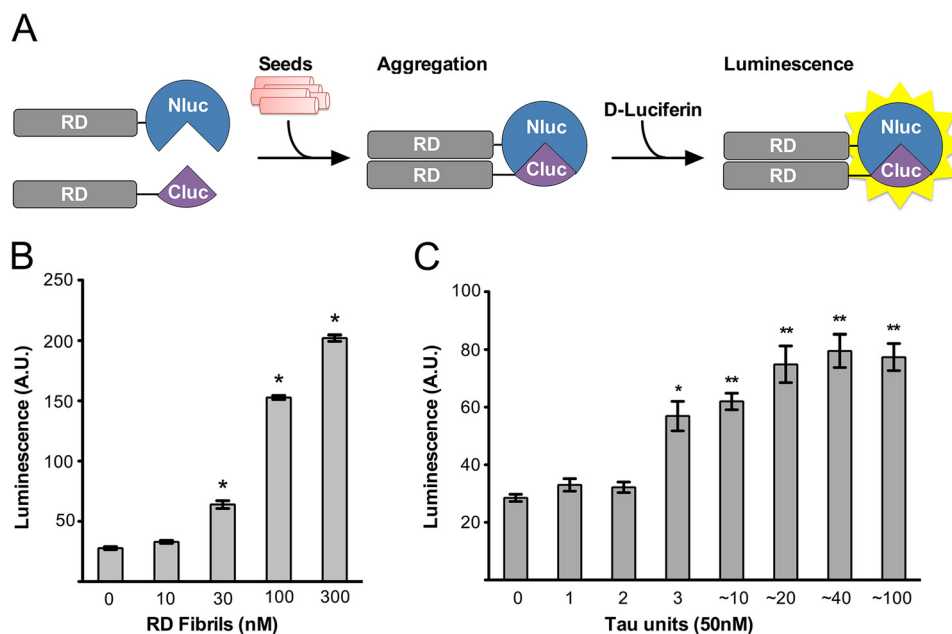 A
Seeds
Aggregation
Luminescence
Nluc
RD
D-Luciferin
Nluc
RD
Nluc
RD
RD
Cluc
RD
Cluc
RD
Cluc
B
250
200
150
100
50
Luminescence (A.U.)
*
*
*
0 10 30 100 300
RD Fibrils (nM)
C
100
80
60
40
20
Luminescence (A.U.)
*
**
**
**
**
0 1 2 3 ~10 ~20 ~40 ~100
Tau units (50nM)